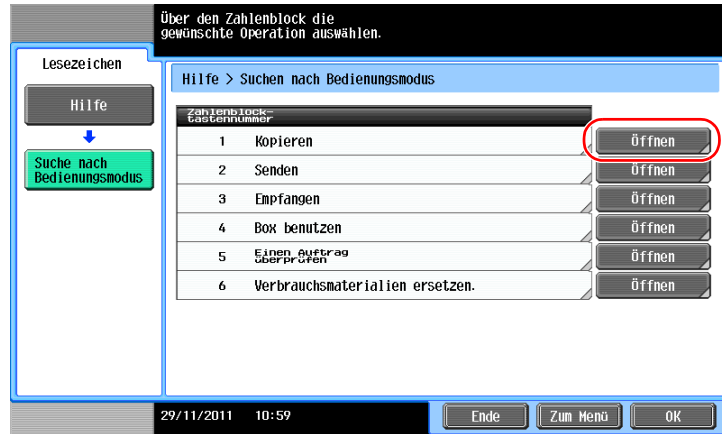 Über den Zahlenblock die
gewünschte Operation auswählen.
Lesezeichen
Hilfe
Suche nach
Bedienungsmodus
Hilfe > Suchen nach Bedienungsmodus
Zahlenblock-
tastennummer
1 Kopieren Öffnen
2 Senden Öffnen
3 Empfangen Öffnen
4 Box benutzen Öffnen
5 Einen Auftrag
überprüfen Öffnen
6 Verbrauchsmaterialien ersetzen. Öffnen
29/11/2011 10:59 Ende Zum Menü OK